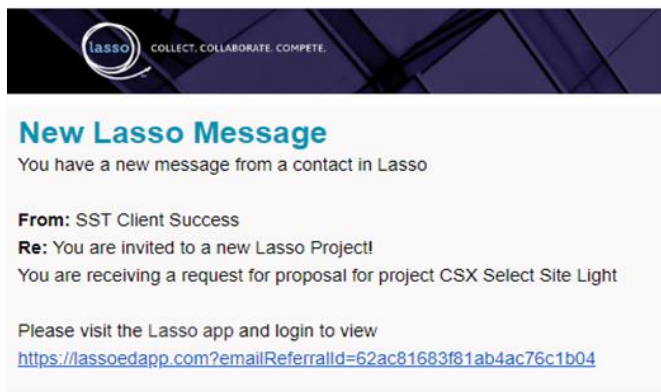 lasso COLLECT. COLLABORATE. COMPETE.
New Lasso Message
You have a new message from a contact in Lasso
From: SST Client Success
Re: You are invited to a new Lasso Project!
You are receiving a request for proposal for project CSX Select Site Light
Please visit the Lasso app and login to view
https://lassoedapp.com?emailReferralId=62ac81683f81ab4ac76c1b04